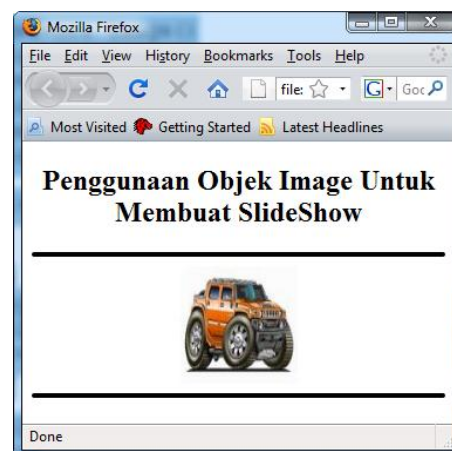 Mozilla Firefox
File Edit View History Bookmarks Tools Help
file: G Goc
Most Visited Getting Started Latest Headlines
Penggunaan Objek Image Untuk
Membuat SlideShow
Done